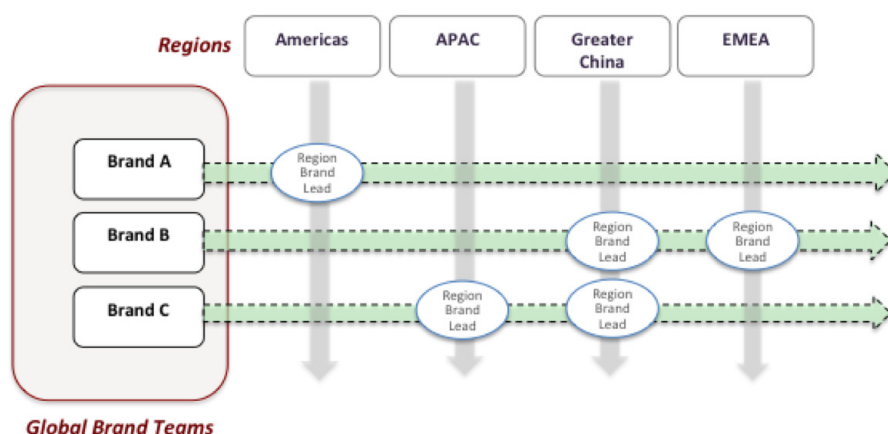 Regions
Americas
APAC
Greater
China
EMEA
Brand A
Region
Brand
Lead
Brand B
Region
Brand
Lead
Region
Brand
Lead
Brand C
Region
Brand
Lead
Region
Brand
Lead
Global Brand Teams